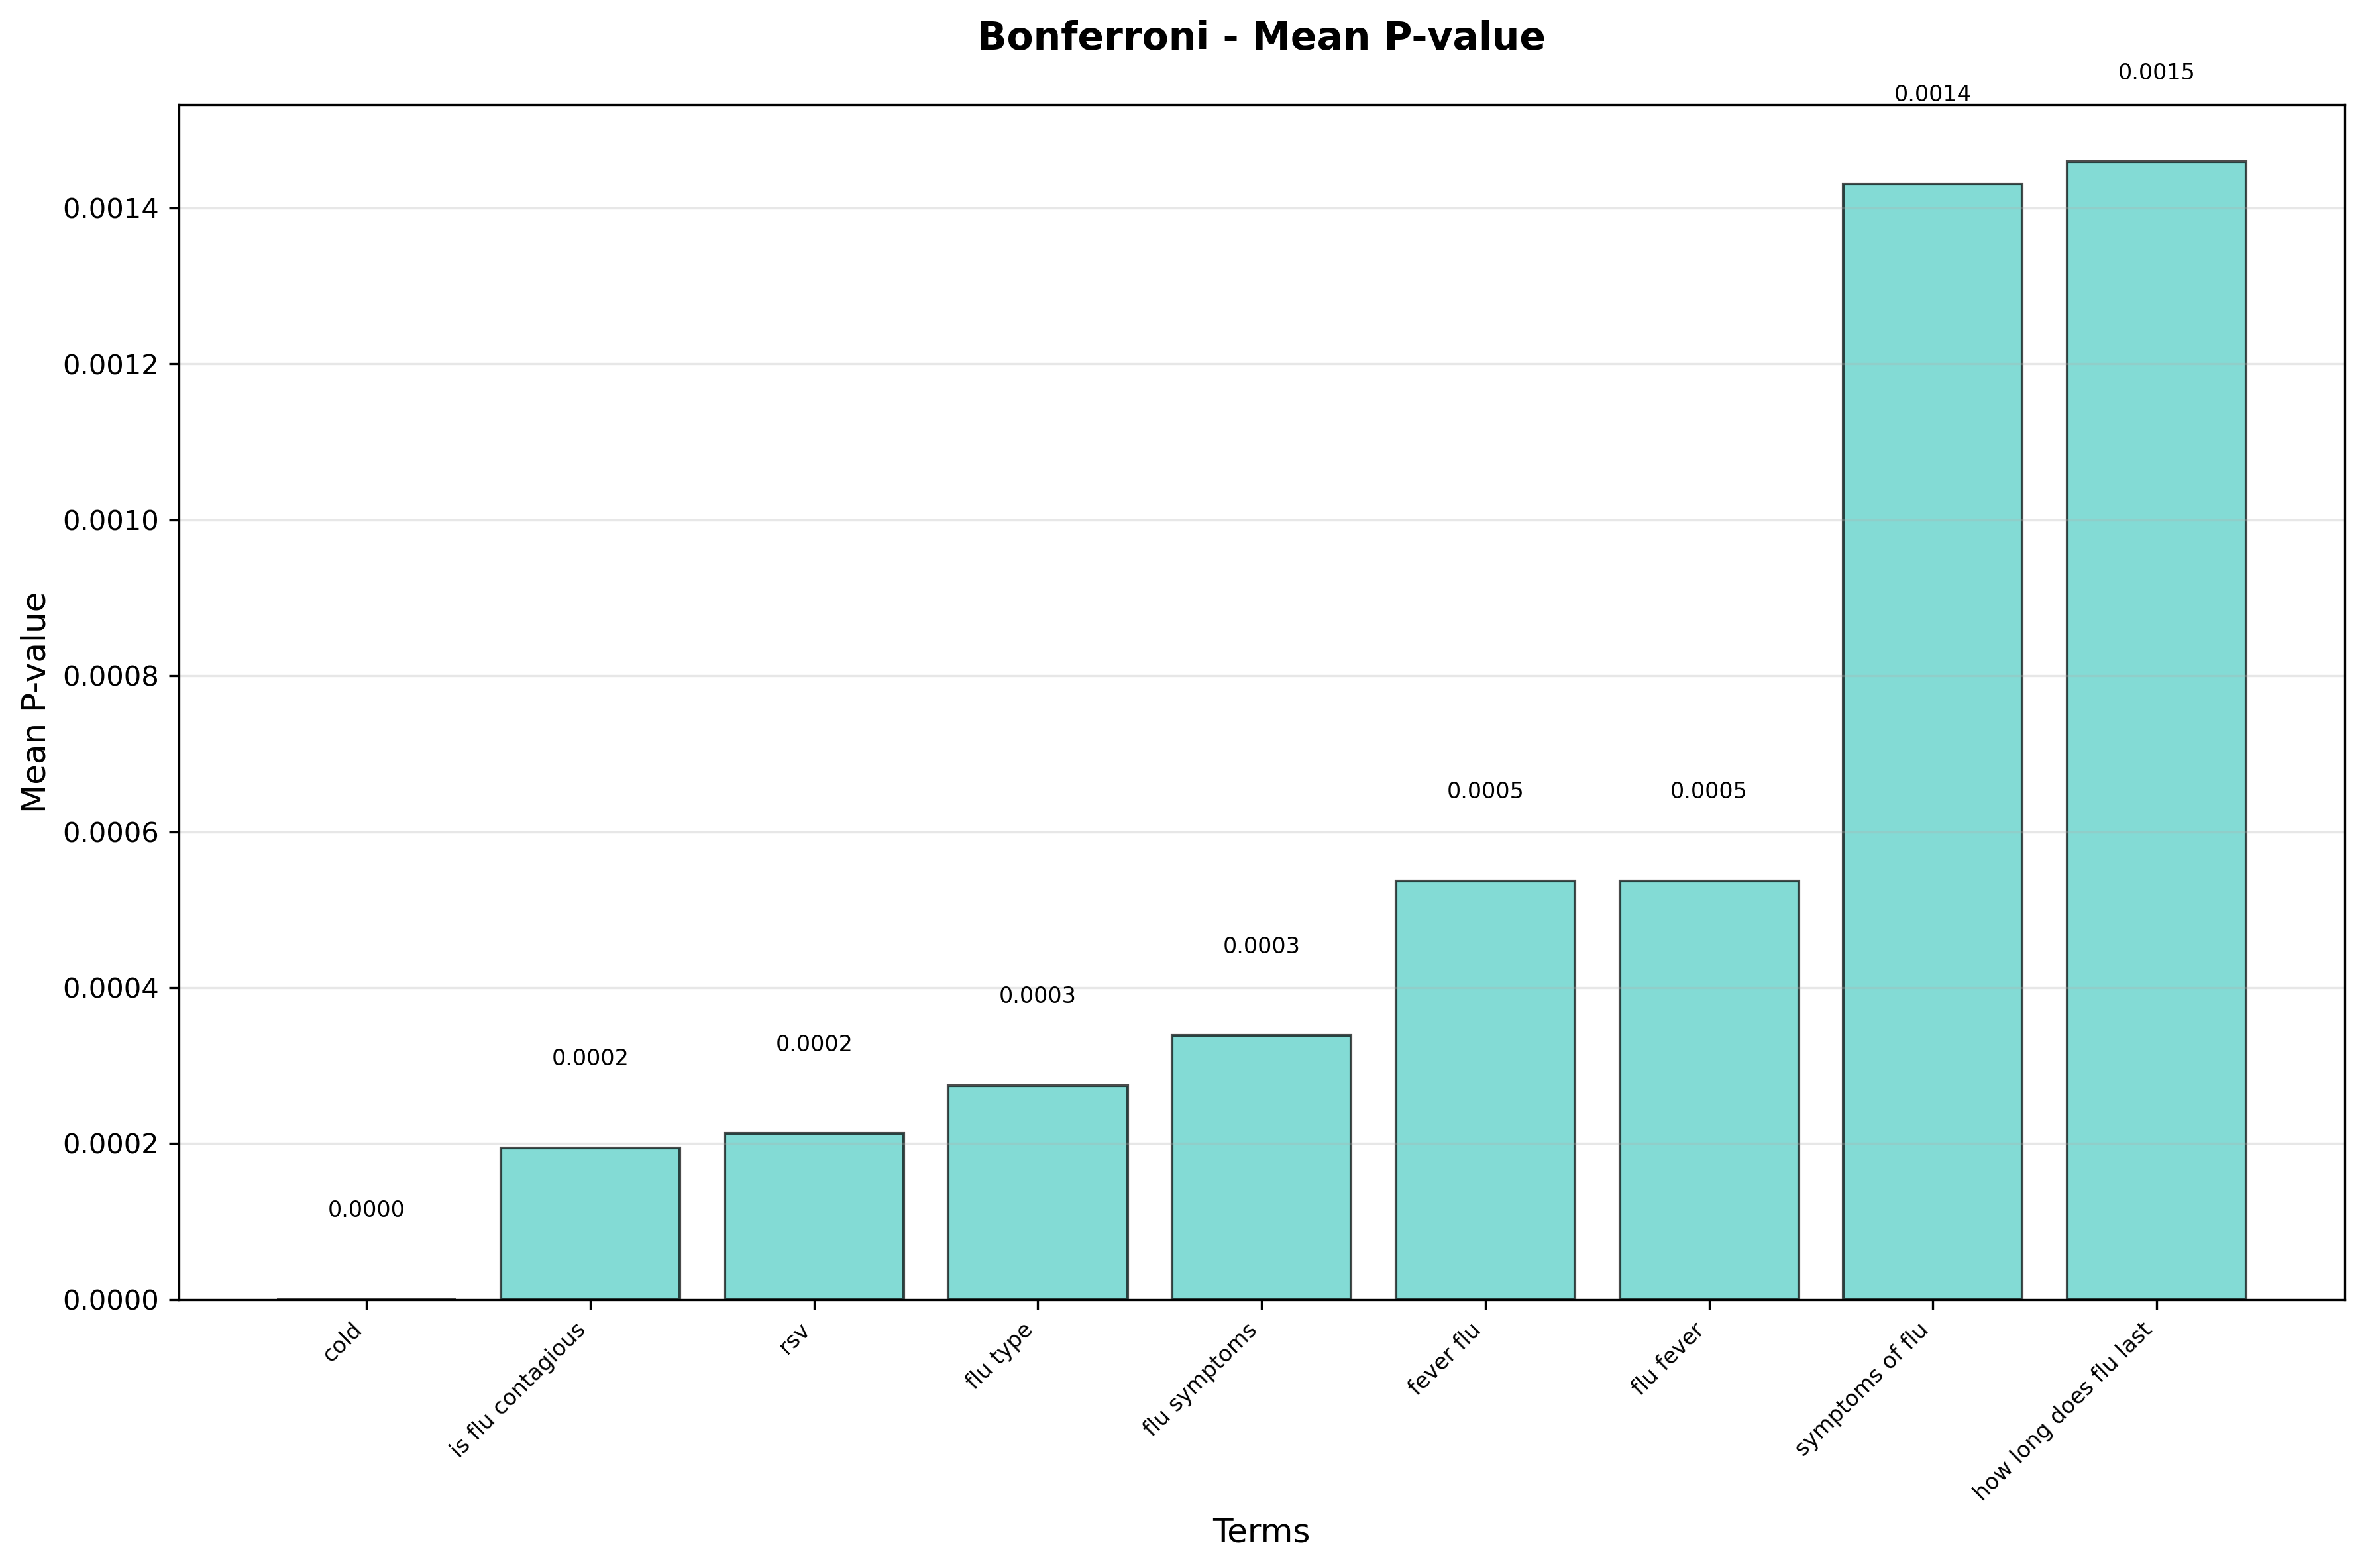 Bonferroni - Mean P-value
0.0015
0.0014
0.0014
0.0012
0.0010
0.0008
0.0006
0.0004
0.0002
0.0000
Mean P-value
0.0000
0.0002
0.0002
0.0003
0.0003
0.0005
0.0005
cold
is flu contagious
rsv
flu type
flu symptoms
fever flu
flu fever
symptoms of flu
how long does flu last
Terms